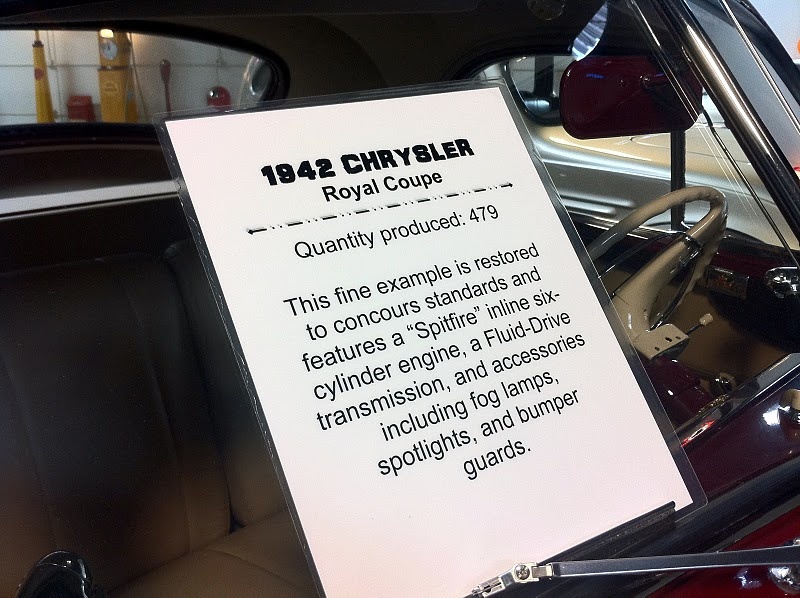 1942 CHRYSLER
Royal Coupe
Quantity produced: 479
This fine example is restored
to concours standards and
features a “Spitfire” inline six-
cylinder engine, a Fluid-Drive
transmission, and accessories
including fog lamps,
spotlights, and bumper
guards.